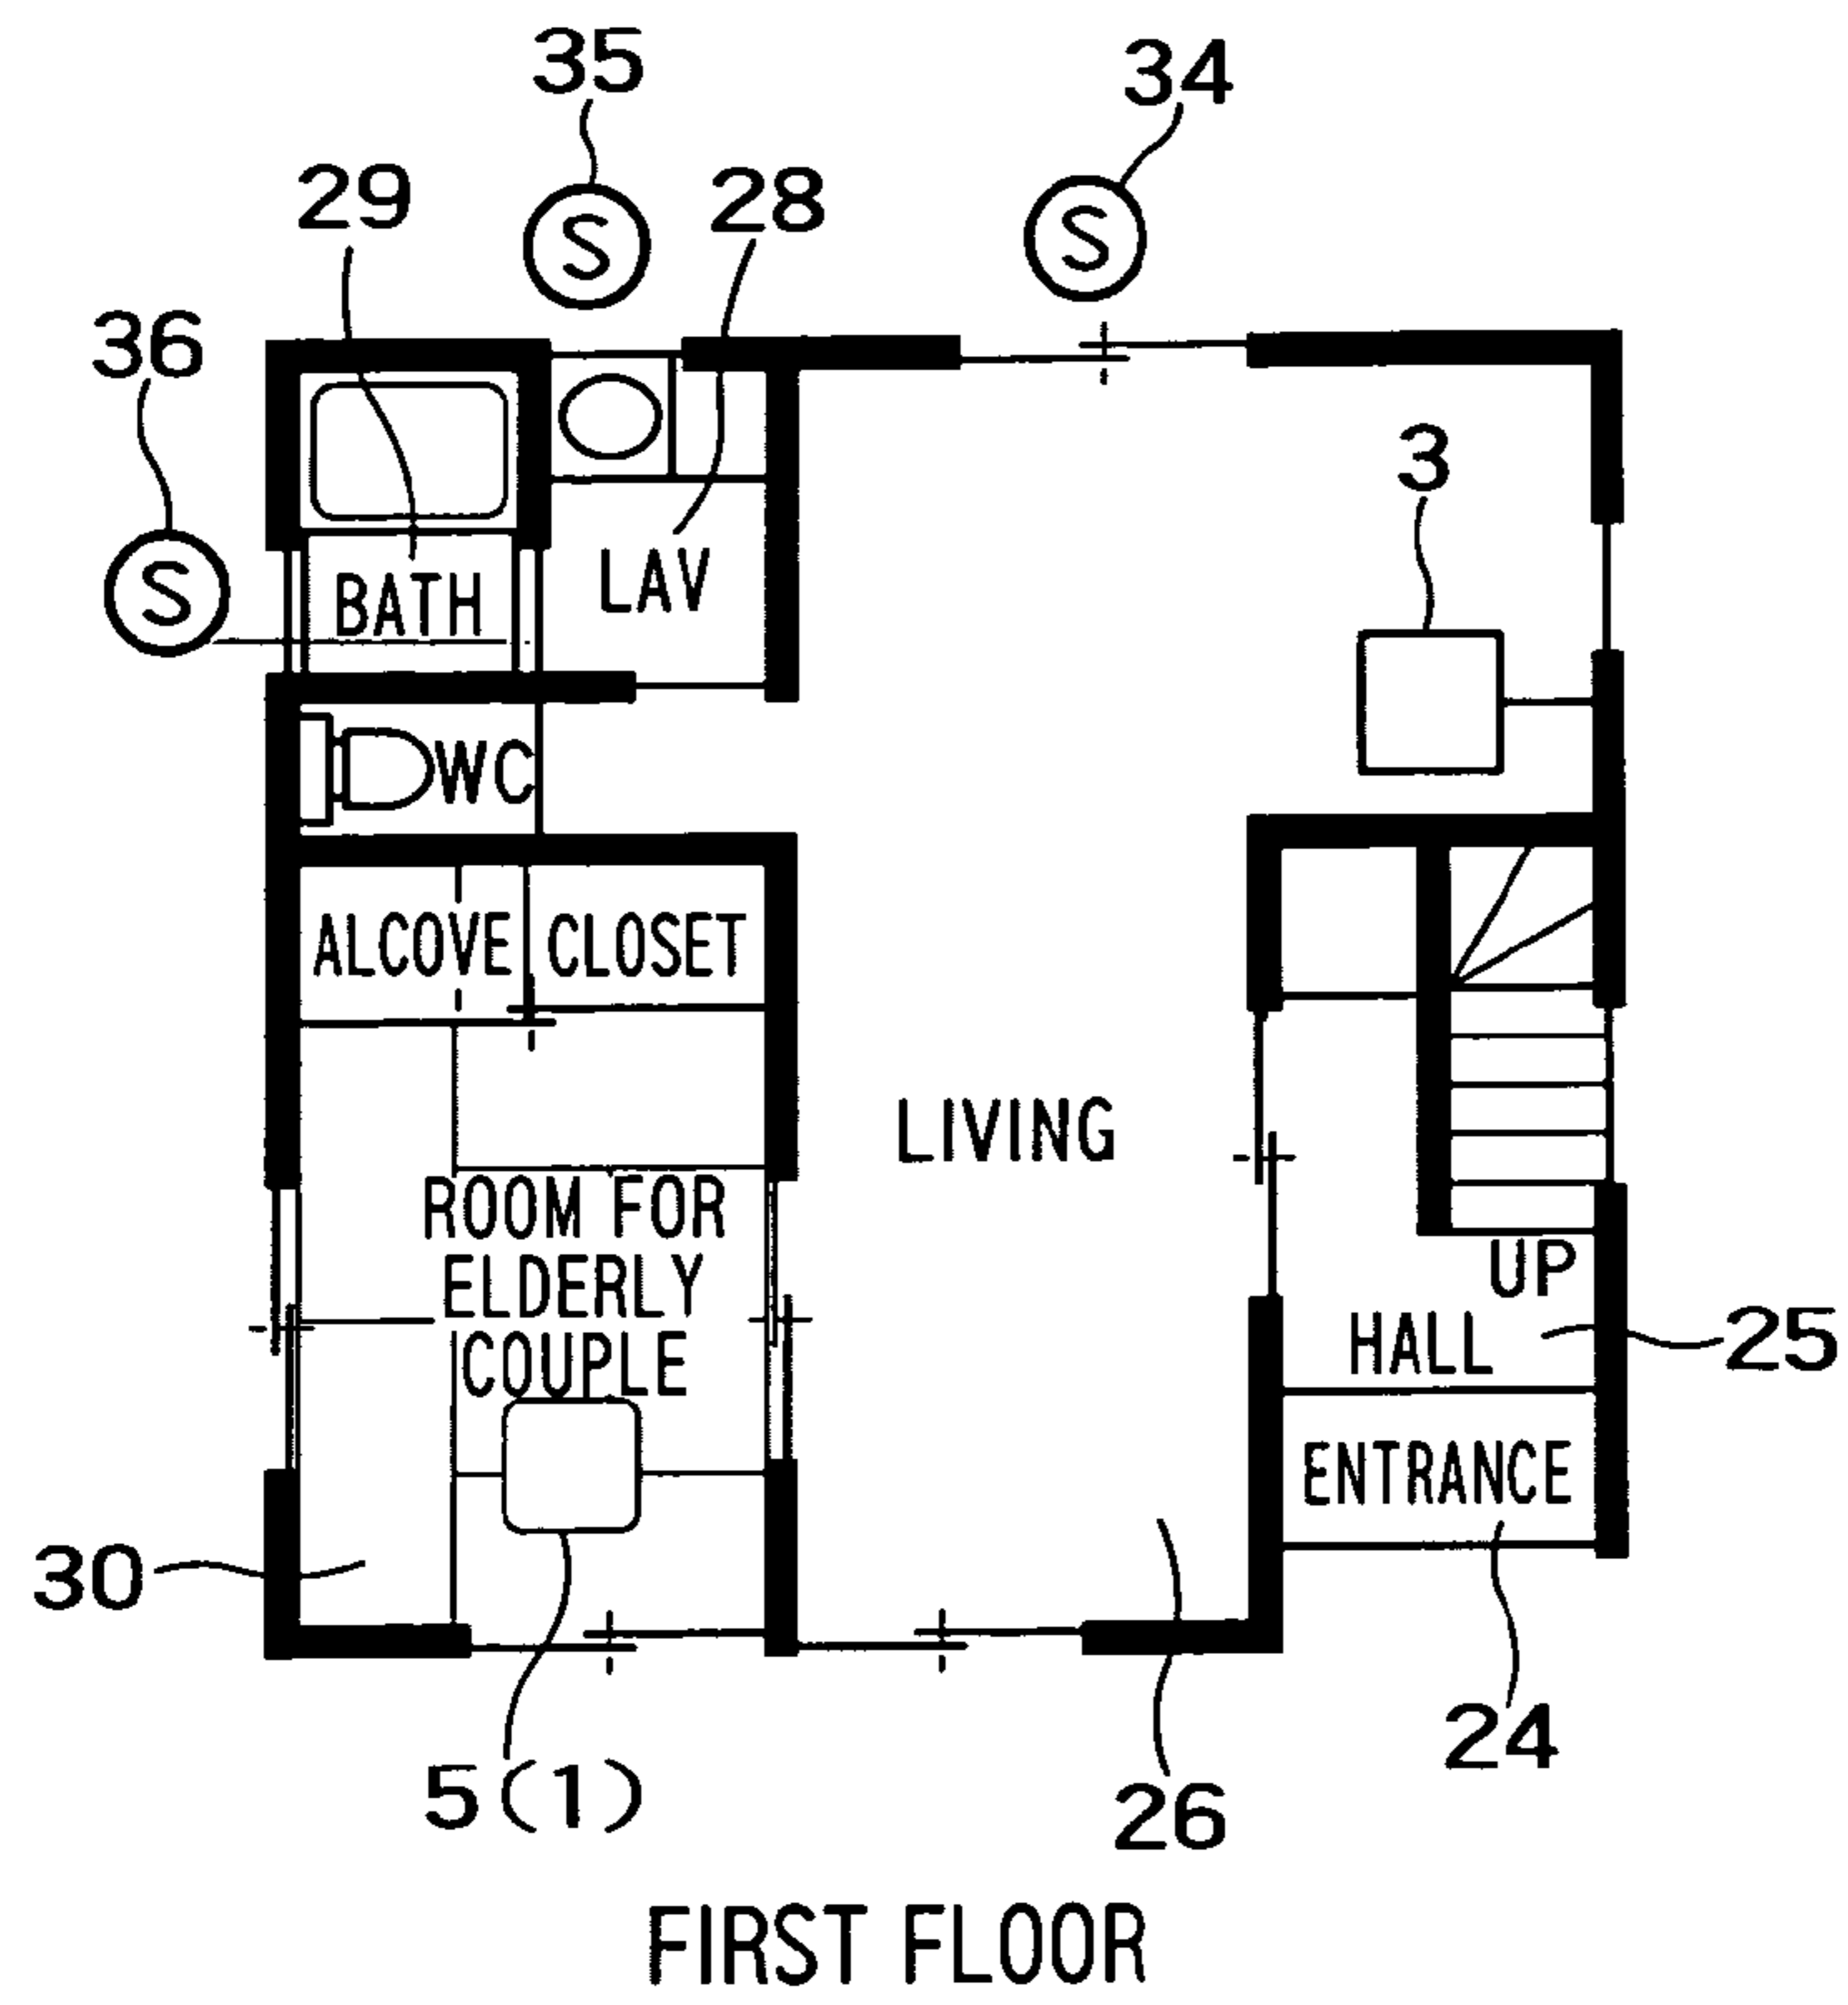 35
34
29
28
S
S
36
3
S
BATH
LAV
WC
ALCOVE
CLOSET
LIVING
ROOM FOR
ELDERLY
COUPLE
UP
HALL
25
ENTRANCE
30
24
5(1)
26
FIRST FLOOR